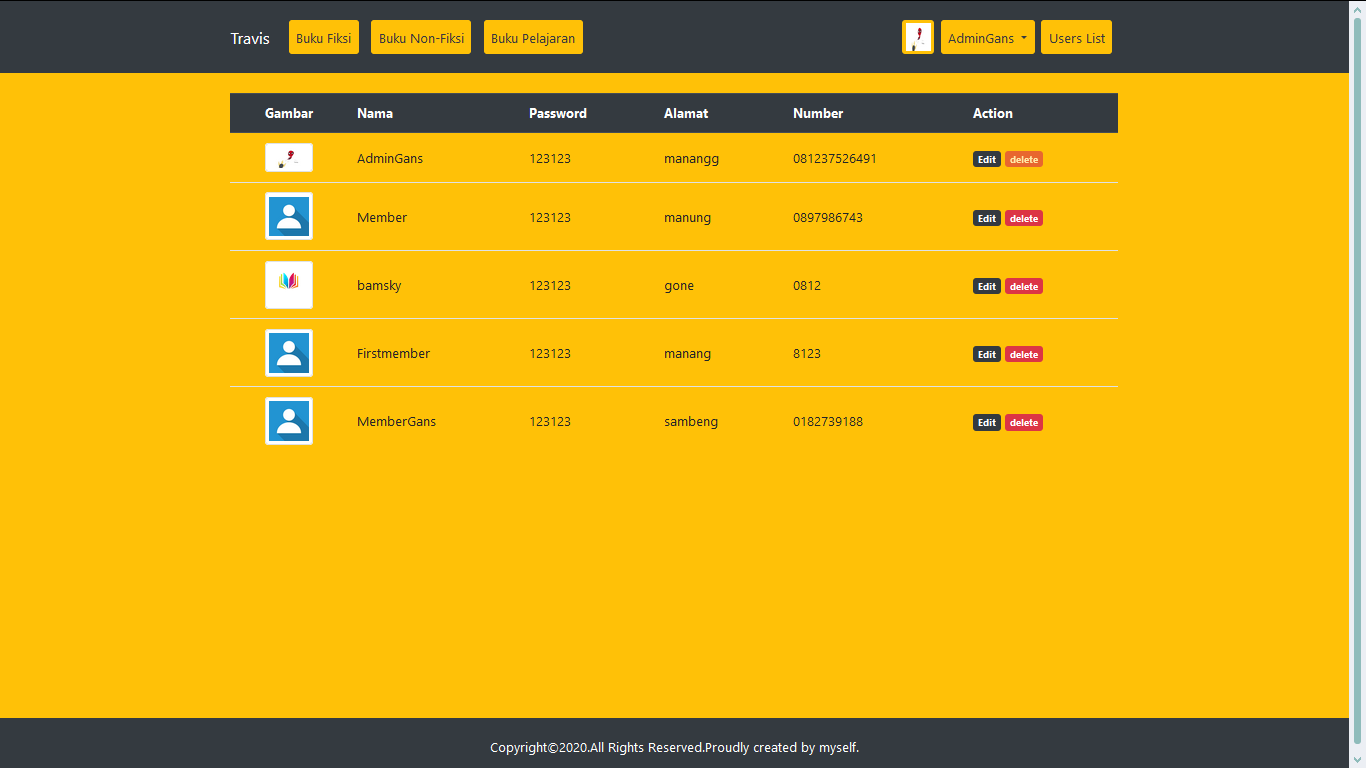 Travis Buku Fiksi Buku Non-Fiksi Buku Pelajaran AdminGans Users List
Gambar Nama Password Alamat Number Action
AdminGans 123123 manangg 081237526491 Edit delete
Member 123123 manung 0897986743 Edit delete
bamsky 123123 gone 0812 Edit delete
Firstmember 123123 manang 8123 Edit delete
MemberGans 123123 sambeng 0182739188 Edit delete
Copyright©2020.All Rights Reserved.Proudly created by myself.